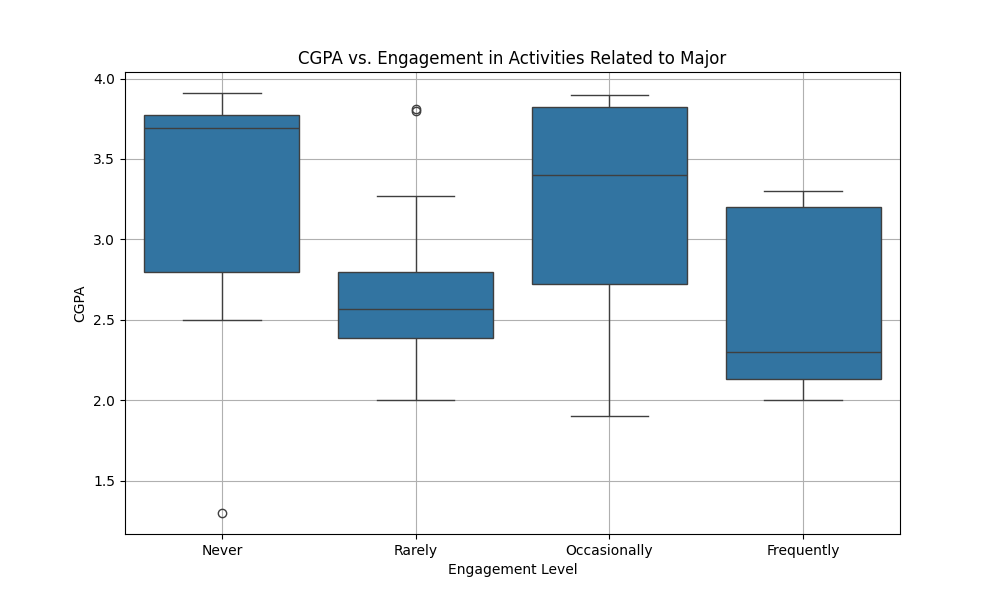 CGPA vs. Engagement in Activities Related to Major
4.0
3.5
3.0
2.5
2.0
1.5
CGPA
Never
Rarely
Occasionally
Frequently
Engagement Level